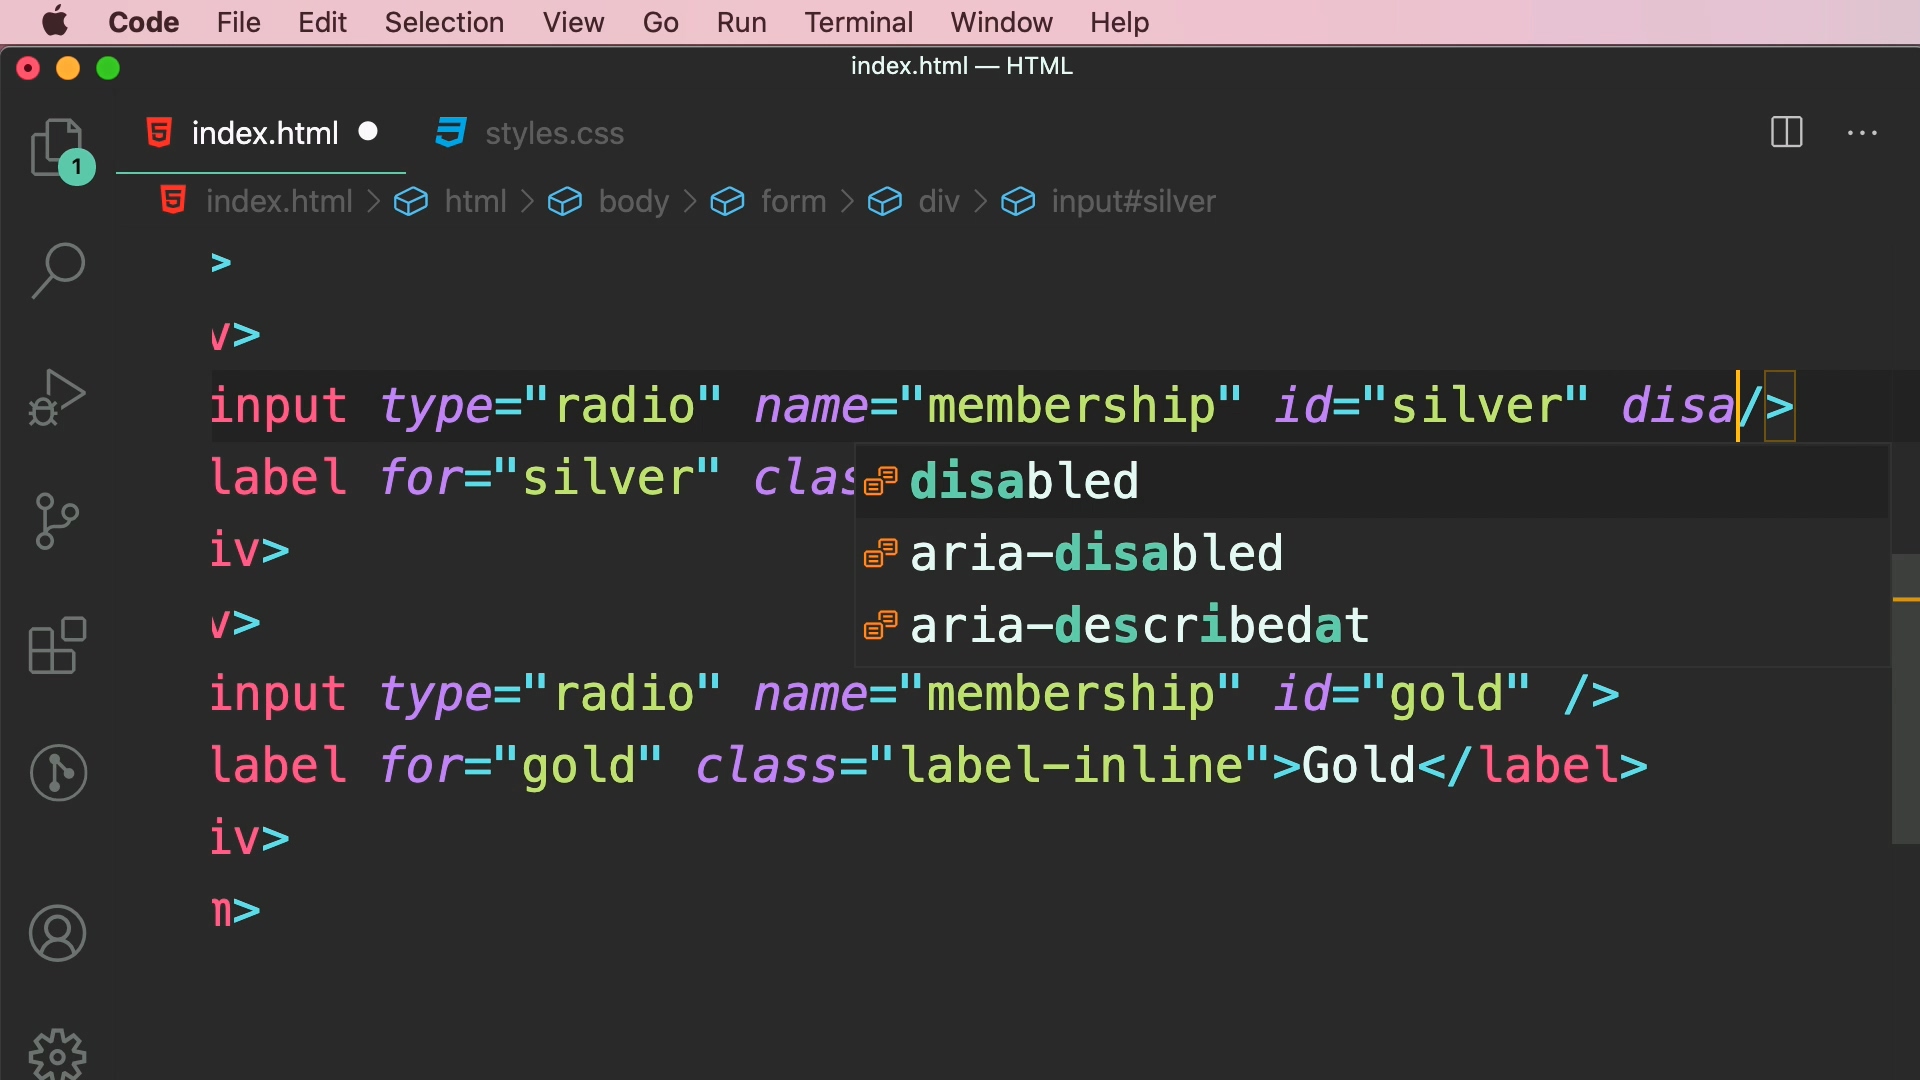 Code File Edit Selection View Go Run Terminal Window Help
index.html — HTML
index.html styles.css
1
index.html > html > body > form > div > input#silver
>
v>
input type="radio" name="membership" id="silver" disa/>
label for="silver" clas
disabled
iv>
aria-disabled
v>
aria-describedat
input type="radio" name="membership" id="gold" />
label for="gold" class="label-inline">Gold</label>
iv>
m>